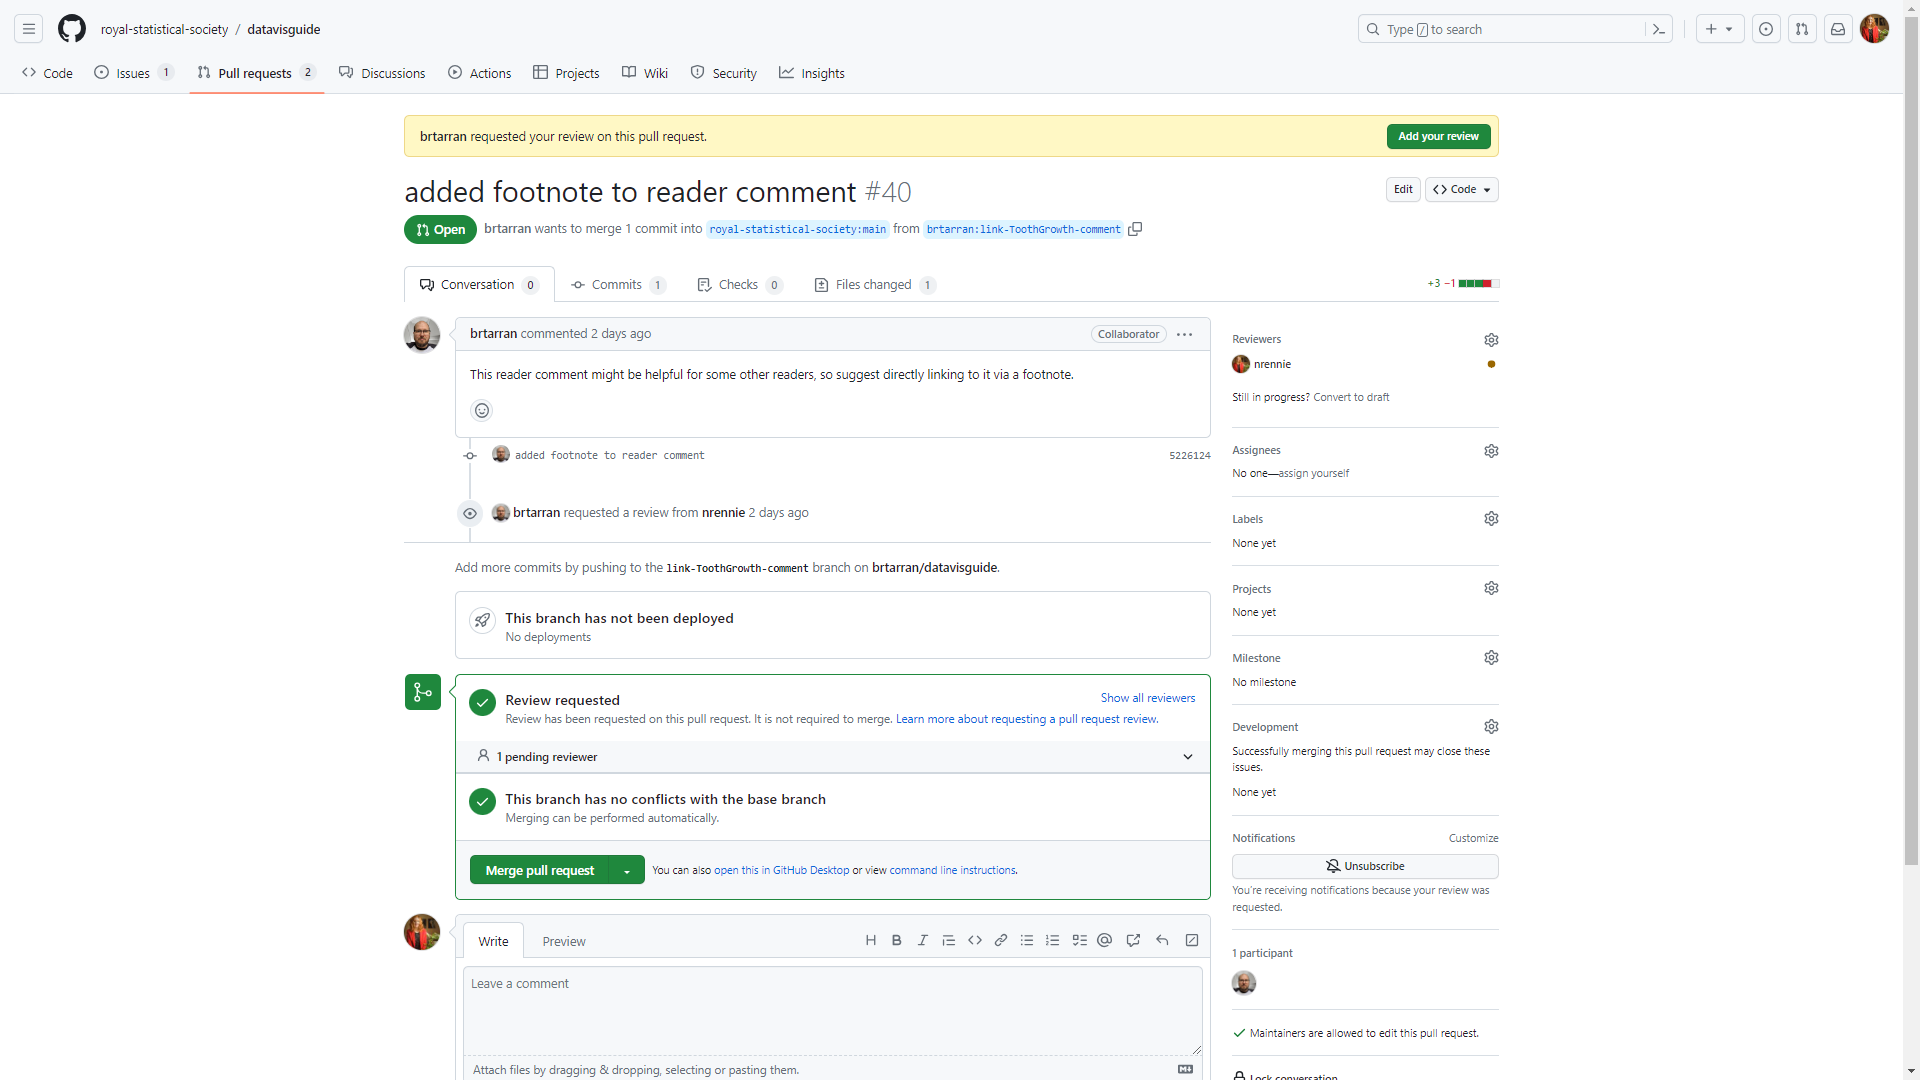 royal-statistical-society / datavisguide
Type / to search
Code
Issues 1
Pull requests 2
Discussions
Actions
Projects
Wiki
Security
Insights
brtarran requested your review on this pull request.
Add your review
added footnote to reader comment #40
Edit
Code
Open
brtarran wants to merge 1 commit into royal-statistical-society:main from brtarran:link-ToothGrowth-comment
Conversation 0
Commits 1
Checks 0
Files changed 1
+3 −1
brtarran commented 2 days ago
Collaborator
This reader comment might be helpful for some other readers, so suggest directly linking to it via a footnote.
added footnote to reader comment
5226124
brtarran requested a review from nrennie 2 days ago
Add more commits by pushing to the link-ToothGrowth-comment branch on brtarran/datavisguide.
This branch has not been deployed
No deployments
Review requested
Show all reviewers
Review has been requested on this pull request. It is not required to merge. Learn more about requesting a pull request review.
1 pending reviewer
This branch has no conflicts with the base branch
Merging can be performed automatically.
Merge pull request
You can also open this in GitHub Desktop or view command line instructions.
Write
Preview
Leave a comment
Attach files by dragging & dropping, selecting or pasting them.
Reviewers
nrennie
Still in progress? Convert to draft
Assignees
No one—assign yourself
Labels
None yet
Projects
None yet
Milestone
No milestone
Development
Successfully merging this pull request may close these
issues.
None yet
Notifications
Customize
Unsubscribe
You're receiving notifications because your review was
requested.
1 participant
Maintainers are allowed to edit this pull request.
Lock conversation